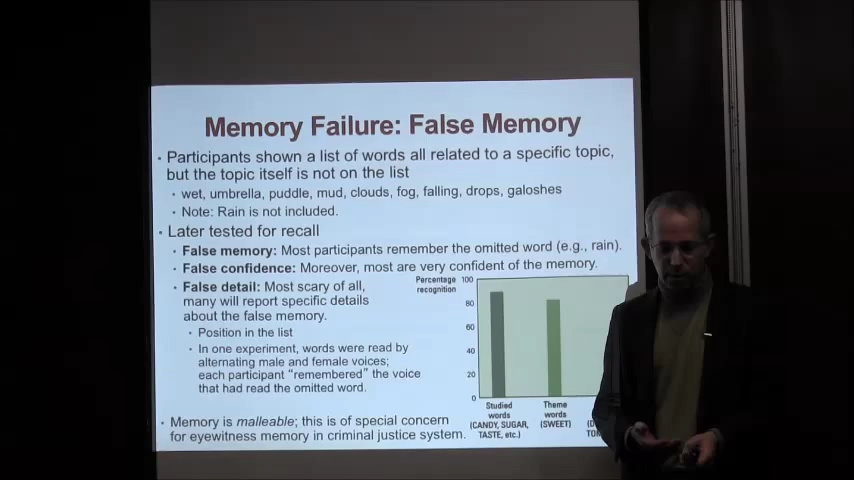 Memory Failure: False Memory
• Participants shown a list of words all related to a specific topic,
but the topic itself is not on the list
• wet, umbrella, puddle, mud, clouds, fog, falling, drops, galoshes
• Note: Rain is not included.
• Later tested for recall
• False memory: Most participants remember the omitted word (e.g., rain).
• False confidence: Moreover, most are very confident of the memory.
• False detail: Most scary of all,
many will report specific details
about the false memory.
• Position in the list
• In one experiment, words were read by
alternating male and female voices;
each participant “remembered” the voice
that had read the omitted word.
• Memory is malleable; this is of special concern
for eyewitness memory in criminal justice system.
Percentage
recognition
100
80
60
40
20
0
Studied
words
(CANDY, SUGAR,
TASTE, etc.)
Theme
words
(SWEET)